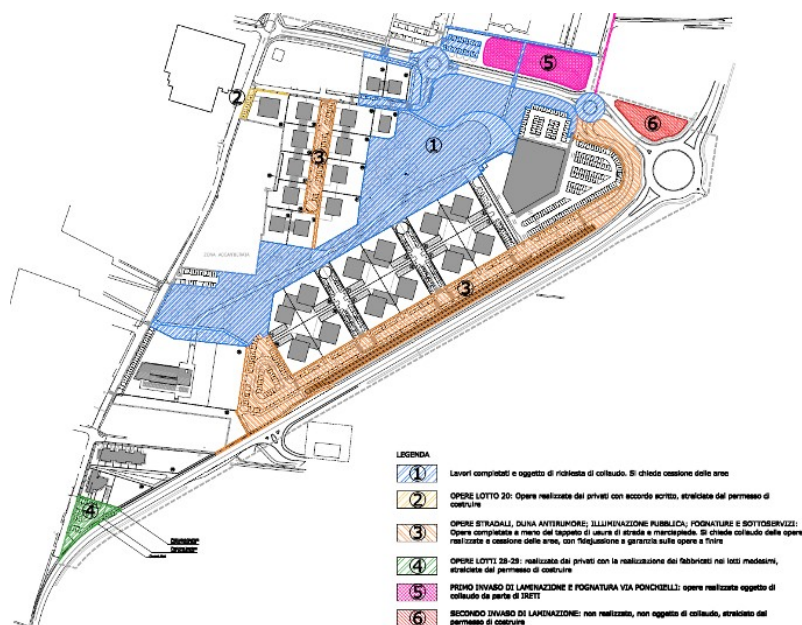 5
6
2
3
1
ZONA ACCANTIERATA
3
4
LEGENDA
1 Lavori completati e oggetto di richiesta di collaudo. Si chiede cessione delle aree
2 OPERE LOTTO 20: Opere realizzate dai privati con accordo scritto, stralciate dal permesso di
costruire
3 OPERE STRADALI, DUNA ANTIRUMORE; ILLUMINAZIONE PUBBLICA; FOGNATURE E SOTTOSERVIZI:
Opere completate a meno del tappeto di usura di strada e marciapiede. Si chiede collaudo delle opere
realizzate e cessione delle aree, con fidejussione a garanzia sulle opere a finire
4 OPERE LOTTI 28-29: realizzate dai privati con la realizzazione dei fabbricati nei lotti medesimi,
stralciate dal permesso di costruire
5 PRIMO INVASO DI LAMINAZIONE E FOGNATURA VIA PONCHIELLI: opere realizzate oggetto di
collaudo da parte di IRETI
6 SECONDO INVASO DI LAMINAZIONE: non realizzato, non oggetto di collaudo, stralciato dal
permesso di costruire